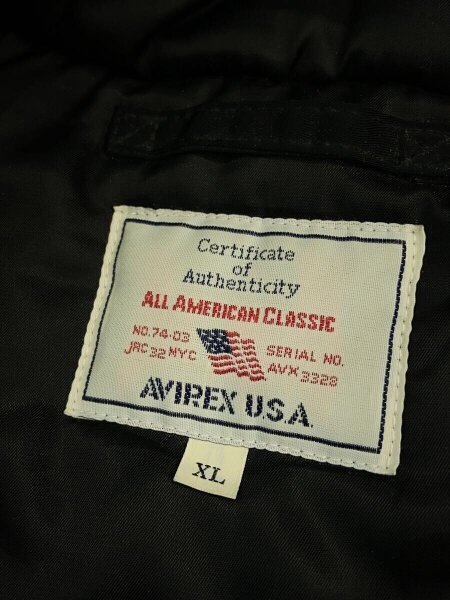 Certificate
of
Authenticity
ALL AMERICAN CLASSIC
NO.74-03
JRC 32 NYC
SERIAL NO.
AVX 3328
AVIREX U.S.A.
XL